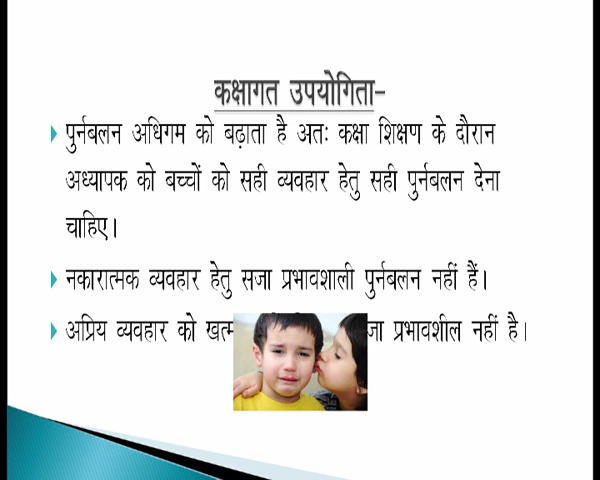 कक्षागत उपयोगिता-
पुर्नबलन अधिगम को बढ़ाता है अतः कक्षा शिक्षण के दौरान
अध्यापक को बच्चों को सही व्यवहार हेतु सही पुर्नबलन देना
चाहिए।
नकारात्मक व्यवहार हेतु सजा प्रभावशाली पुर्नबलन नहीं हैं।
अप्रिय व्यवहार को प्रभावशील नहीं है।